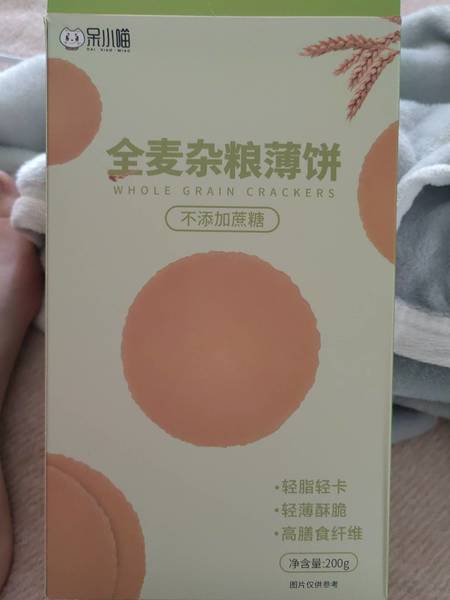 呆小喵
DAI·XIAO·MIAO
全麦杂粮薄饼
WHOLE GRAIN CRACKERS
不添加蔗糖
·轻脂轻卡
·轻薄酥脆
·高膳食纤维
净含量:200g
图片仅供参考